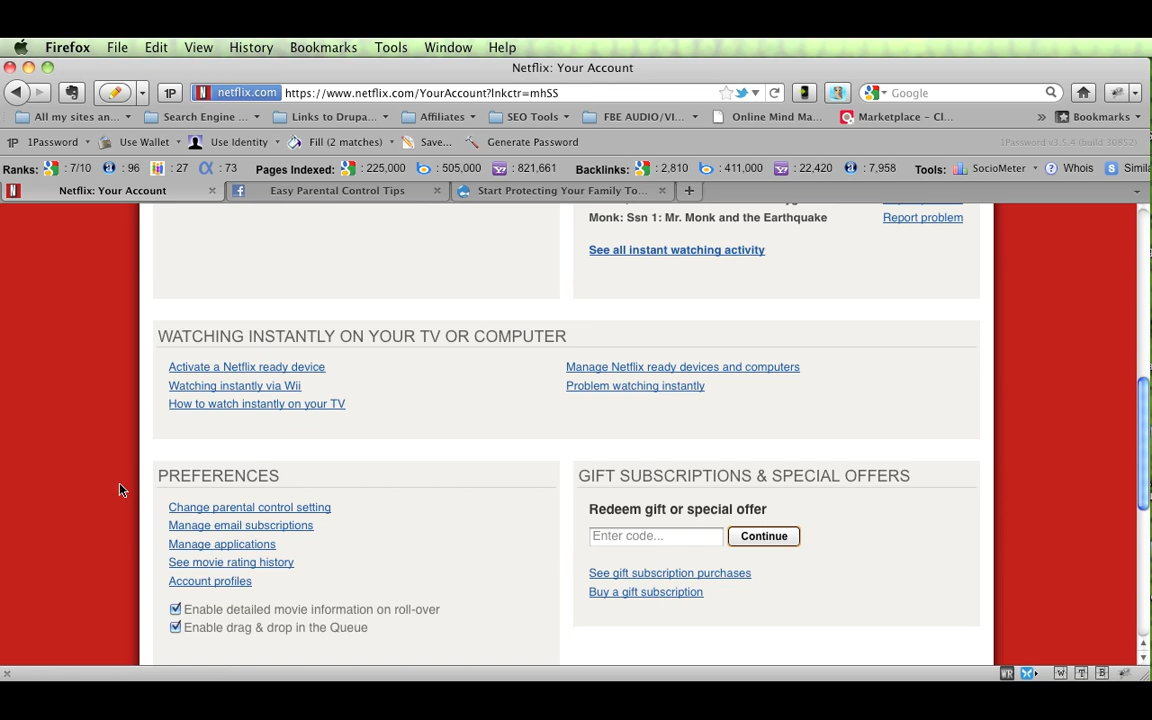 Firefox File Edit View History Bookmarks Tools Window Help
Netflix: Your Account
1P netflix.com https://www.netflix.com/YourAccount?lnkctr=mhSS Google
All my sites an... Search Engine ... Links to Drupa... Affiliates SEO Tools FBE AUDIO/VI... Online Mind Ma... Marketplace – Cl... » Bookmarks
1Password Use Wallet Use Identity Fill (2 matches) Save... Generate Password 1Password v3.5.4 (build 30852)
Ranks: : 7/10 : 96 : 27 : 73 Pages Indexed: : 225,000 : 505,000 : 821,661 Backlinks: : 2,810 : 411,000 : 22,420 : 7,958 Tools: SocioMeter Whois Simila
Netflix: Your Account Easy Parental Control Tips Start Protecting Your Family To...
Monk: Ssn 1: Mr. Monk and the Earthquake Report problem
See all instant watching activity
WATCHING INSTANTLY ON YOUR TV OR COMPUTER
Activate a Netflix ready device Manage Netflix ready devices and computers
Watching instantly via Wii Problem watching instantly
How to watch instantly on your TV
PREFERENCES
Change parental control setting
Manage email subscriptions
Manage applications
See movie rating history
Account profiles
Enable detailed movie information on roll-over
Enable drag & drop in the Queue
GIFT SUBSCRIPTIONS & SPECIAL OFFERS
Redeem gift or special offer
Enter code... Continue
See gift subscription purchases
Buy a gift subscription
WR W T B